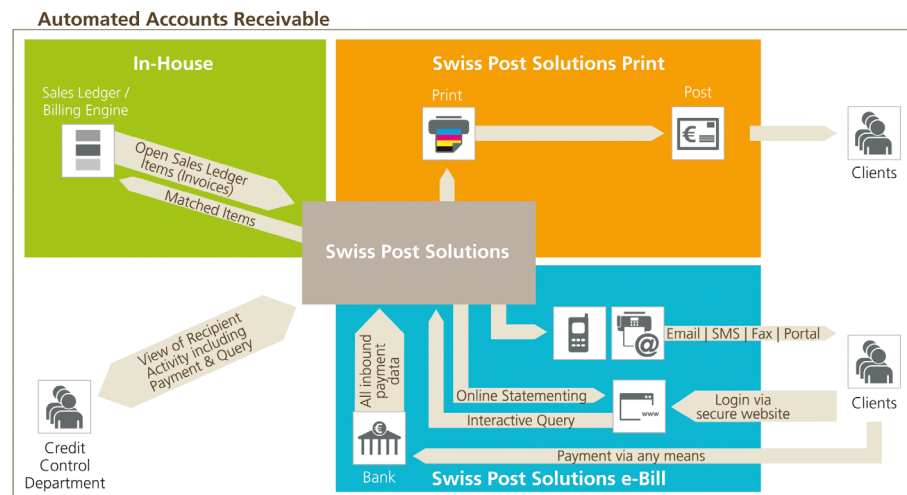 Automated Accounts Receivable
In-House
Sales Ledger /
Billing Engine
Open Sales Ledger
Items (Invoices)
Matched Items
Swiss Post Solutions Print
Print
Post
€
Clients
Swiss Post Solutions
View of Recipient
Activity including
Payment & Query
Credit
Control
Department
All inbound
payment
data
€
Bank
@
Email | SMS | Fax | Portal
Online Statementing
Interactive Query
www
Login via
secure website
Clients
Payment via any means
Swiss Post Solutions e-Bill